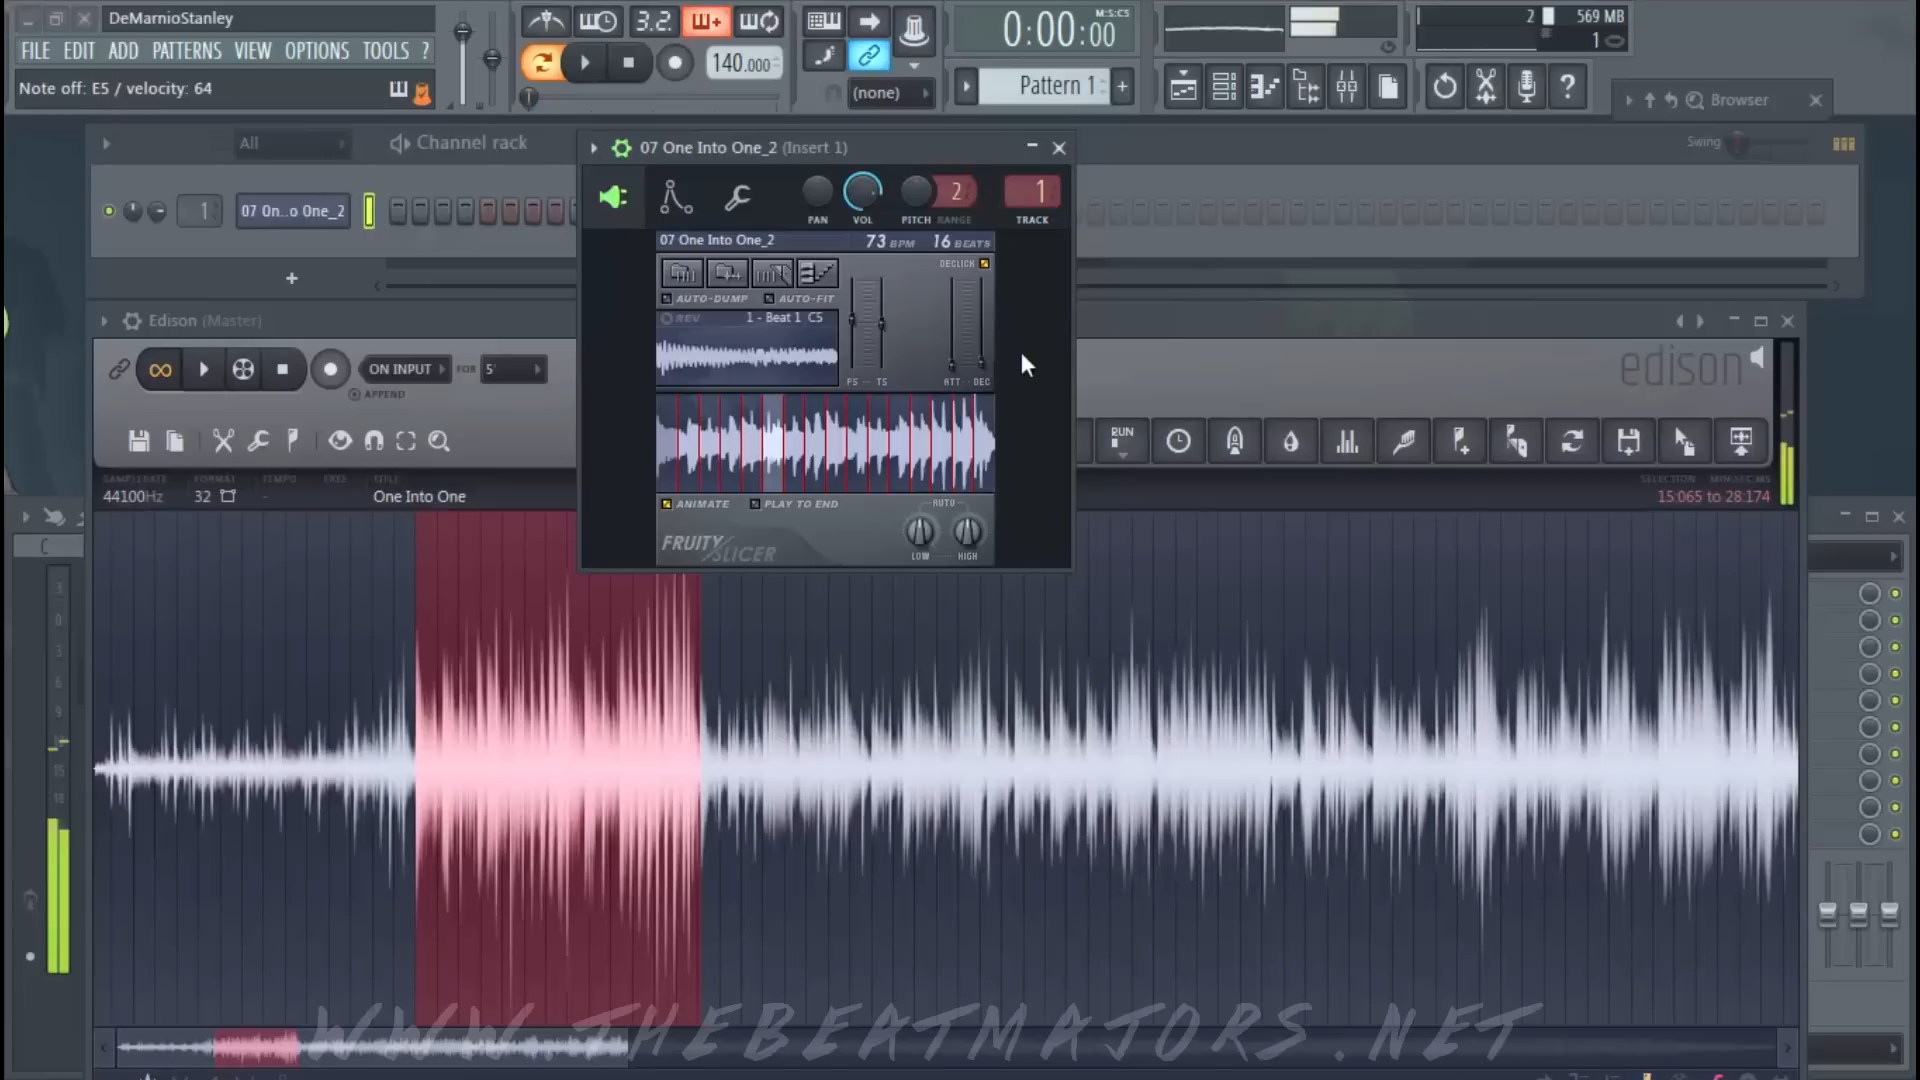 DeMarnioStanley
FILE EDIT ADD PATTERNS VIEW OPTIONS TOOLS ?
Note off: E5 / velocity: 64
3.2.
140.000
(none)
0:00:00
M:S:CS
Pattern 1
2
569 MB
1
Browser
All
Channel rack
Swing
1
07 On..o One_2
07 One Into One_2 (Insert 1)
PAN VOL PITCH RANGE TRACK
2
1
07 One Into One_2 73 BPM 16 BEATS
DECLICK
AUTO-DUMP AUTO-FIT
REV 1 - Beat 1 C5
PS TS ATT DEC
ANIMATE PLAY TO END
AUTO
LOW HIGH
FRUITY SLICER
Edison (Master)
edison
ON INPUT FOR 5'
APPEND
RUN
SAMPLERATE FORMAT TEMPO FREE TITLE
44100Hz 32 - One Into One
SELECTION MIN:SEC:MS
15:065 to 28:174
C
3
0
3
6
9
15
18
WWW.THEBEATMAJORS.NET